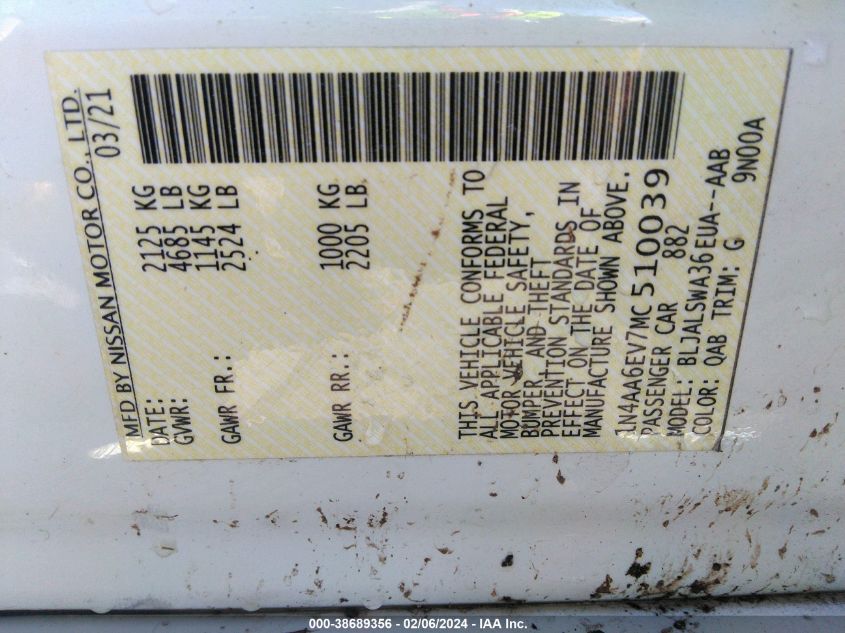 MFD BY NISSAN MOTOR CO., LTD.
DATE: 03/21
GVWR: 2125 KG
4685 LB
GAWR FR.: 1145 KG
2524 LB
GAWR RR.: 1000 KG
2205 LB.
THIS VEHICLE CONFORMS TO
ALL APPLICABLE FEDERAL
MOTOR VEHICLE SAFETY,
BUMPER, AND THEFT
PREVENTION STANDARDS IN
EFFECT ON THE DATE OF
MANUFACTURE SHOWN ABOVE.
1N4AA6EV7MC510039
PASSENGER CAR 882
MODEL: BLJALSWA36EUA--AAB
COLOR: QAB TRIM: G 9N00A
000-38689356 - 02/06/2024 - IAA Inc.